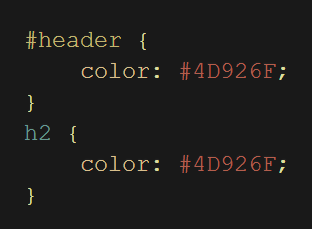 #header {
    color: #4D926F;
}
h2 {
    color: #4D926F;
}